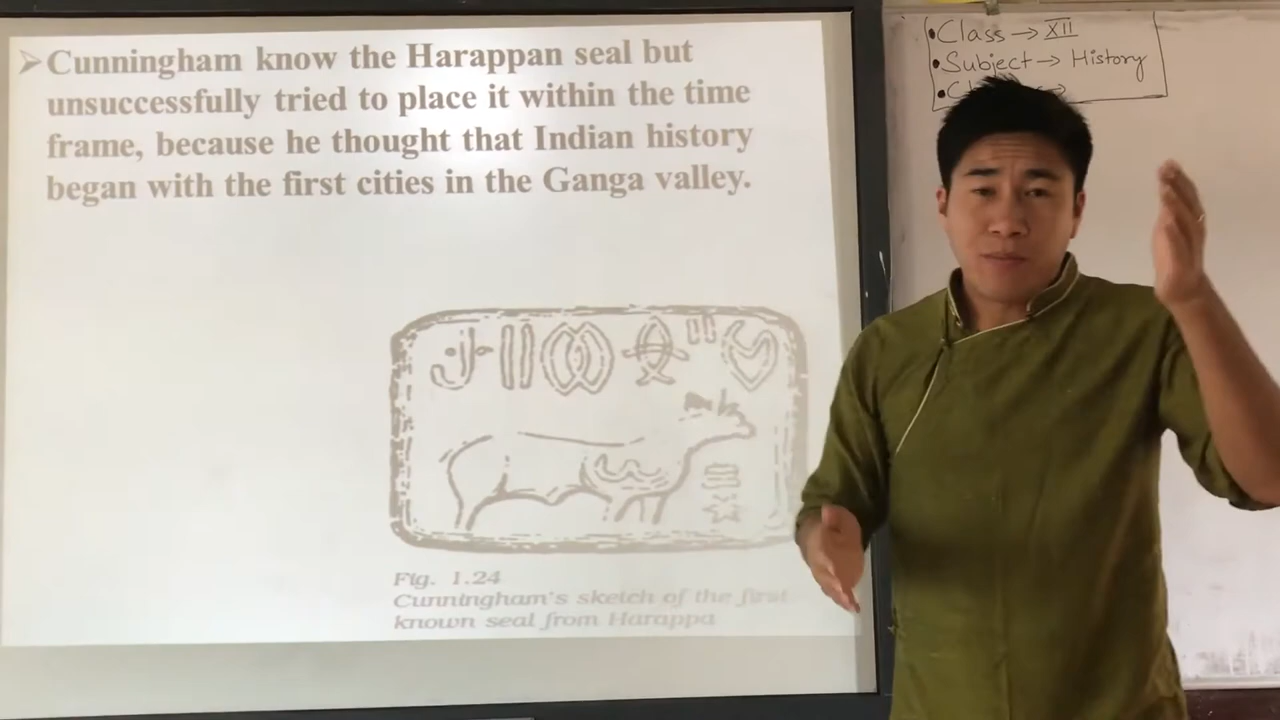 ➢Cunningham know the Harappan seal but
unsuccessfully tried to place it within the time
frame, because he thought that Indian history
began with the first cities in the Ganga valley.
Fig. 1.24
Cunningham's sketch of the first
known seal from Harappa
•Class → XII
•Subject → History